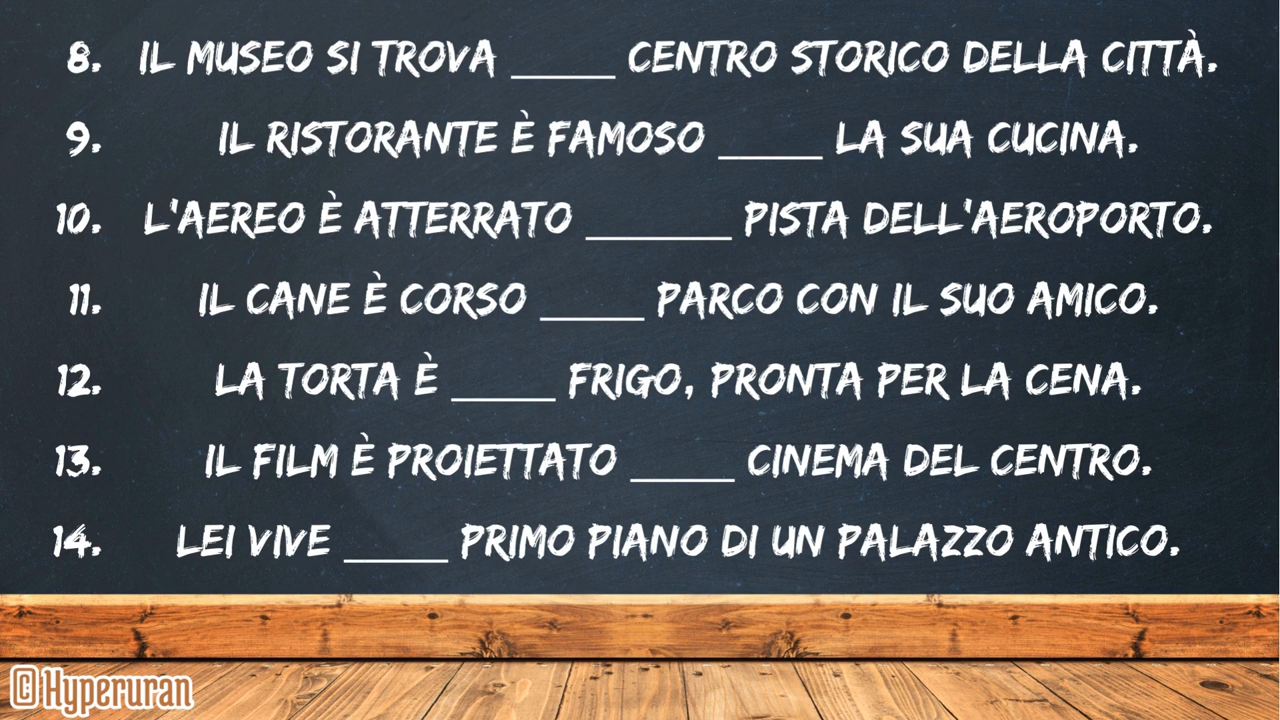 8. IL MUSEO SI TROVA _____ CENTRO STORICO DELLA CITTÀ.
9. IL RISTORANTE È FAMOSO _____ LA SUA CUCINA.
10. L'AEREO È ATTERRATO _______ PISTA DELL'AEROPORTO.
11. IL CANE È CORSO _____ PARCO CON IL SUO AMICO.
12. LA TORTA È _____ FRIGO, PRONTA PER LA CENA.
13. IL FILM È PROIETTATO _____ CINEMA DEL CENTRO.
14. LEI VIVE _____ PRIMO PIANO DI UN PALAZZO ANTICO.
© Hyperuran